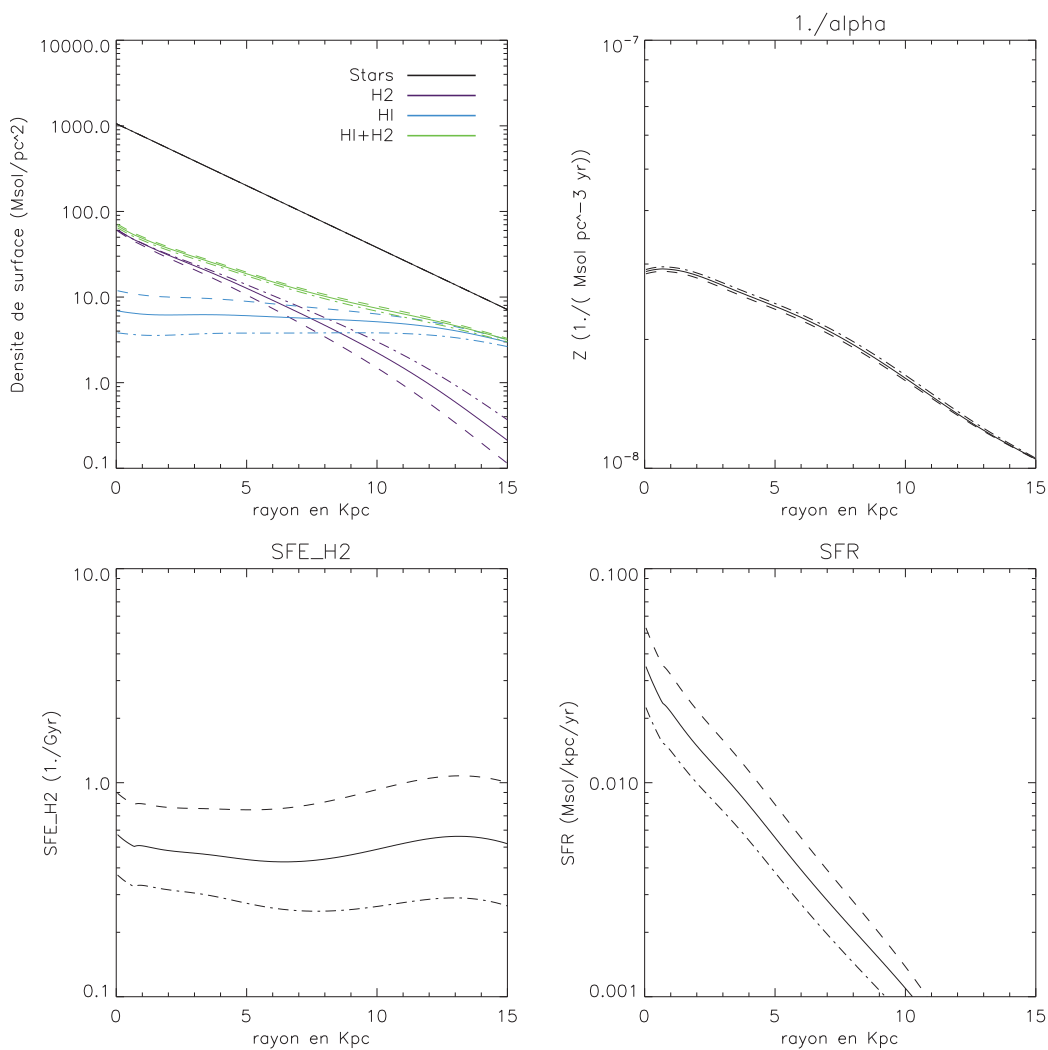 Densite de surface (Msol/pc^2)
10000.0
1000.0
100.0
10.0
1.0
0.1
Stars
H2
HI
HI+H2
0 5 10 15
rayon en Kpc
1./alpha
Z (1./(( Msol pc^-3 yr))
10⁻⁷
10⁻⁸
0 5 10 15
rayon en Kpc
SFE_H2
SFE_H2 (1./Gyr)
10.0
1.0
0.1
0 5 10 15
rayon en Kpc
SFR
SFR (Msol/kpc/yr)
0.100
0.010
0.001
0 5 10 15
rayon en Kpc